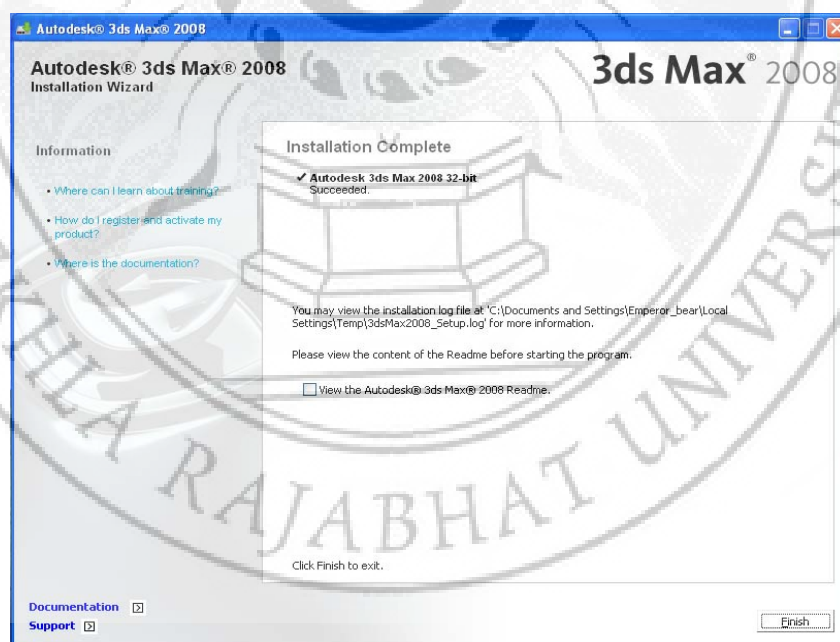 Autodesk® 3ds Max® 2008
Autodesk® 3ds Max® 2008
Installation Wizard
3ds Max® 2008
Information
• Where can I learn about training?
• How do I register and activate my
product?
• Where is the documentation?
Installation Complete
✓ Autodesk 3ds Max 2008 32-bit
Succeeded.
You may view the installation log file at 'C:\Documents and Settings\Emperor_bear\Local
Settings\Temp\3dsMax2008_Setup.log' for more information.
Please view the content of the Readme before starting the program.
View the Autodesk® 3ds Max® 2008 Readme.
Click Finish to exit.
Documentation
Support
Finish
RAJABHAT